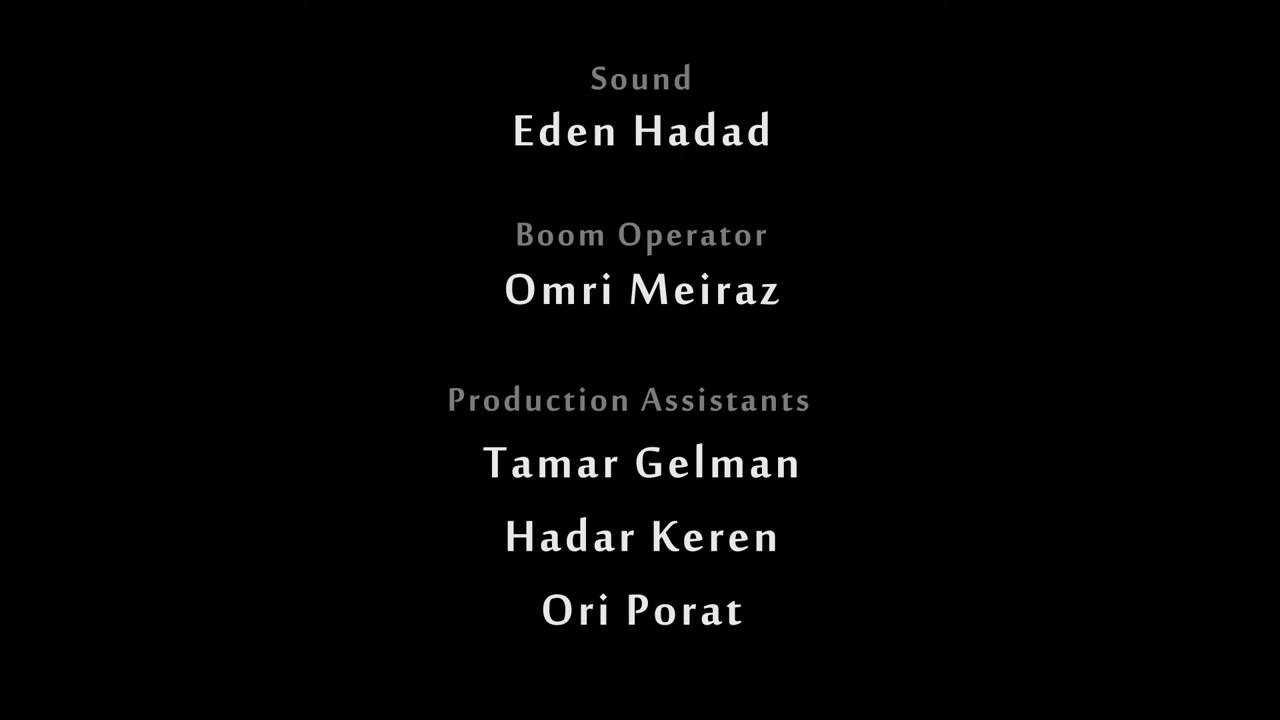 Sound
Eden Hadad
Boom Operator
Omri Meiraz
Production Assistants
Tamar Gelman
Hadar Keren
Ori Porat